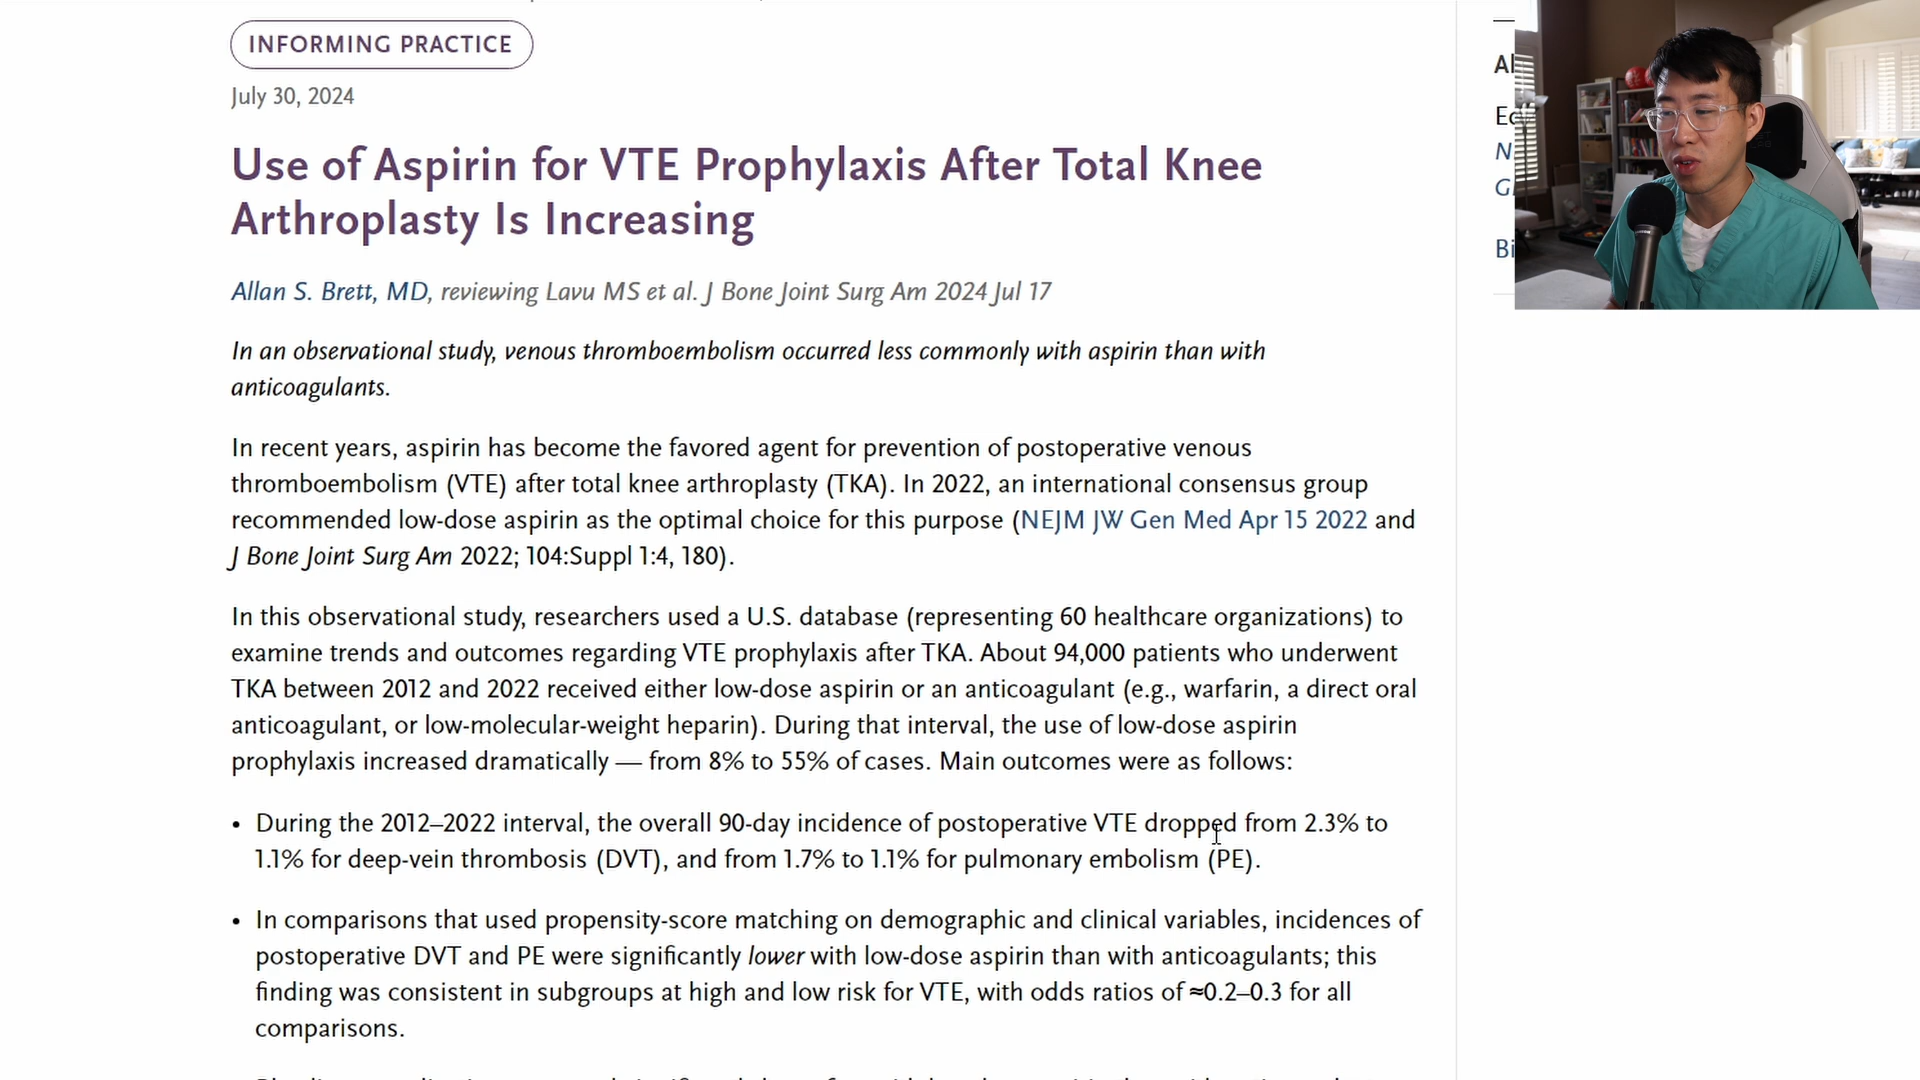 INFORMING PRACTICE
July 30, 2024
Use of Aspirin for VTE Prophylaxis After Total Knee
Arthroplasty Is Increasing
Allan S. Brett, MD, reviewing Lavu MS et al. J Bone Joint Surg Am 2024 Jul 17
In an observational study, venous thromboembolism occurred less commonly with aspirin than with
anticoagulants.
In recent years, aspirin has become the favored agent for prevention of postoperative venous
thromboembolism (VTE) after total knee arthroplasty (TKA). In 2022, an international consensus group
recommended low-dose aspirin as the optimal choice for this purpose (NEJM JW Gen Med Apr 15 2022 and
J Bone Joint Surg Am 2022; 104:Suppl 1:4, 180).
In this observational study, researchers used a U.S. database (representing 60 healthcare organizations) to
examine trends and outcomes regarding VTE prophylaxis after TKA. About 94,000 patients who underwent
TKA between 2012 and 2022 received either low-dose aspirin or an anticoagulant (e.g., warfarin, a direct oral
anticoagulant, or low-molecular-weight heparin). During that interval, the use of low-dose aspirin
prophylaxis increased dramatically — from 8% to 55% of cases. Main outcomes were as follows:
• During the 2012–2022 interval, the overall 90-day incidence of postoperative VTE dropped from 2.3% to
1.1% for deep-vein thrombosis (DVT), and from 1.7% to 1.1% for pulmonary embolism (PE).
• In comparisons that used propensity-score matching on demographic and clinical variables, incidences of
postoperative DVT and PE were significantly lower with low-dose aspirin than with anticoagulants; this
finding was consistent in subgroups at high and low risk for VTE, with odds ratios of ≈0.2–0.3 for all
comparisons.